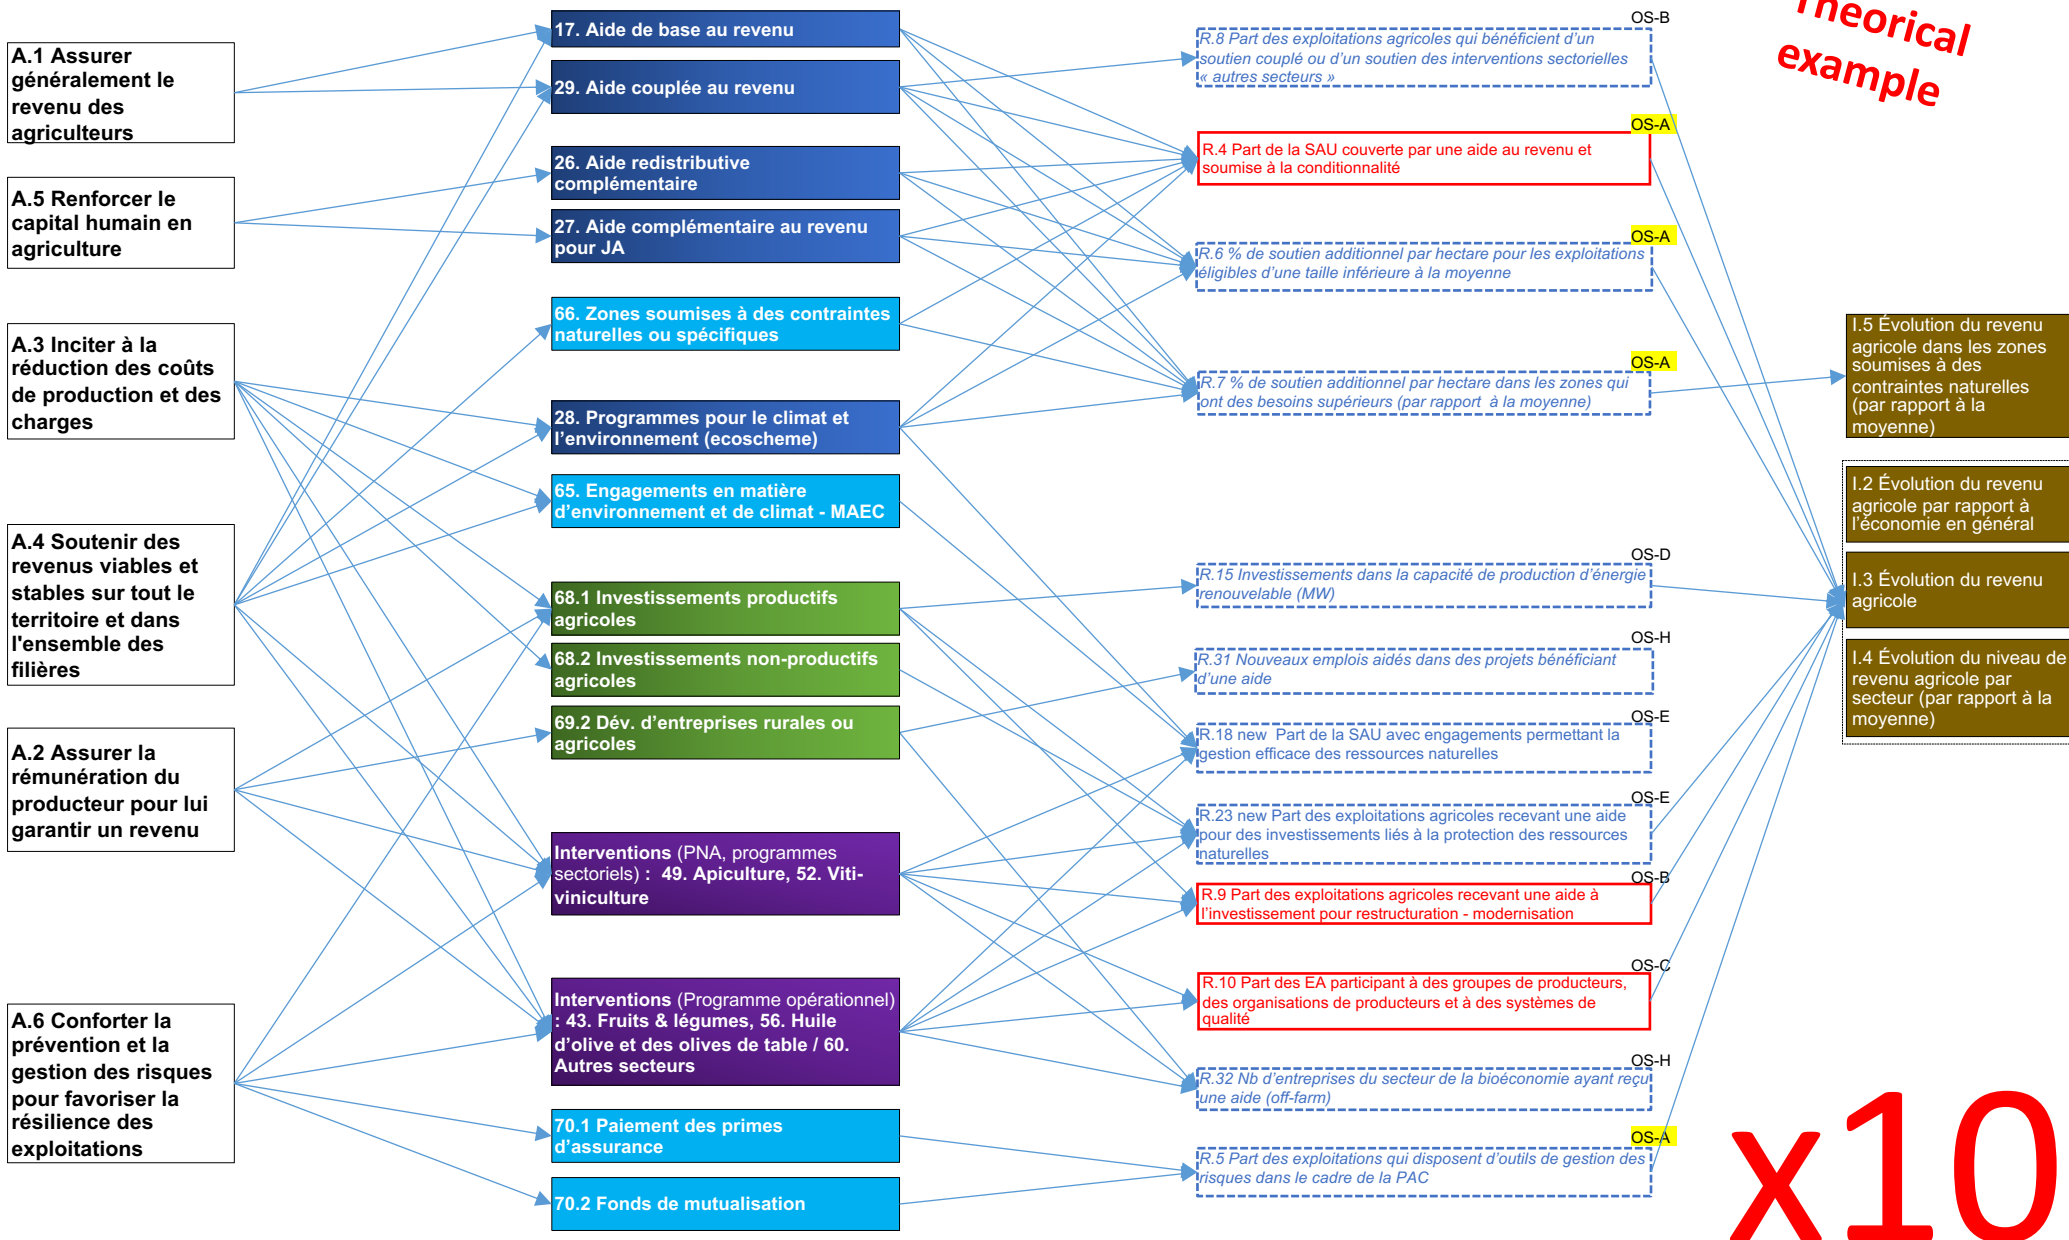 Theorical
example
A.1 Assurer
généralement le
revenu des
agriculteurs
A.5 Renforcer le
capital humain en
agriculture
A.3 Inciter à la
réduction des coûts
de production et des
charges
A.4 Soutenir des
revenus viables et
stables sur tout le
territoire et dans
l'ensemble des
filières
A.2 Assurer la
rémunération du
producteur pour lui
garantir un revenu
A.6 Conforter la
prévention et la
gestion des risques
pour favoriser la
résilience des
exploitations
17. Aide de base au revenu
29. Aide couplée au revenu
26. Aide redistributive
complémentaire
27. Aide complémentaire au revenu
pour JA
66. Zones soumises à des contraintes
naturelles ou spécifiques
28. Programmes pour le climat et
l’environnement (ecoscheme)
65. Engagements en matière
d’environnement et de climat - MAEC
68.1 Investissements productifs
agricoles
68.2 Investissements non-productifs
agricoles
69.2 Dév. d’entreprises rurales ou
agricoles
Interventions (PNA, programmes
sectoriels) : 49. Apiculture, 52. Viti-
viniculture
Interventions (Programme opérationnel)
: 43. Fruits & légumes, 56. Huile
d’olive et des olives de table / 60.
Autres secteurs
70.1 Paiement des primes
d’assurance
70.2 Fonds de mutualisation
OS-B
R.8 Part des exploitations agricoles qui bénéficient d’un
soutien couplé ou d’un soutien des interventions sectorielles
« autres secteurs »
OS-A
R.4 Part de la SAU couverte par une aide au revenu et
soumise à la conditionnalité
OS-A
R.6 % de soutien additionnel par hectare pour les exploitations
éligibles d’une taille inférieure à la moyenne
OS-A
R.7 % de soutien additionnel par hectare dans les zones qui
ont des besoins supérieurs (par rapport à la moyenne)
OS-D
R.15 Investissements dans la capacité de production d’énergie
renouvelable (MW)
OS-H
R.31 Nouveaux emplois aidés dans des projets bénéficiant
d’une aide
OS-E
R.18 new Part de la SAU avec engagements permettant la
gestion efficace des ressources naturelles
OS-E
R.23 new Part des exploitations agricoles recevant une aide
pour des investissements liés à la protection des ressources
naturelles
OS-B
R.9 Part des exploitations agricoles recevant une aide à
l’investissement pour restructuration - modernisation
OS-C
R.10 Part des EA participant à des groupes de producteurs,
des organisations de producteurs et à des systèmes de
qualité
OS-H
R.32 Nb d’entreprises du secteur de la bioéconomie ayant reçu
une aide (off-farm)
OS-A
R.5 Part des exploitations qui disposent d’outils de gestion des
risques dans le cadre de la PAC
I.5 Évolution du revenu
agricole dans les zones
soumises à des
contraintes naturelles
(par rapport à la
moyenne)
I.2 Évolution du revenu
agricole par rapport à
l’économie en général
I.3 Évolution du revenu
agricole
I.4 Évolution du niveau de
revenu agricole par
secteur (par rapport à la
moyenne)
x10